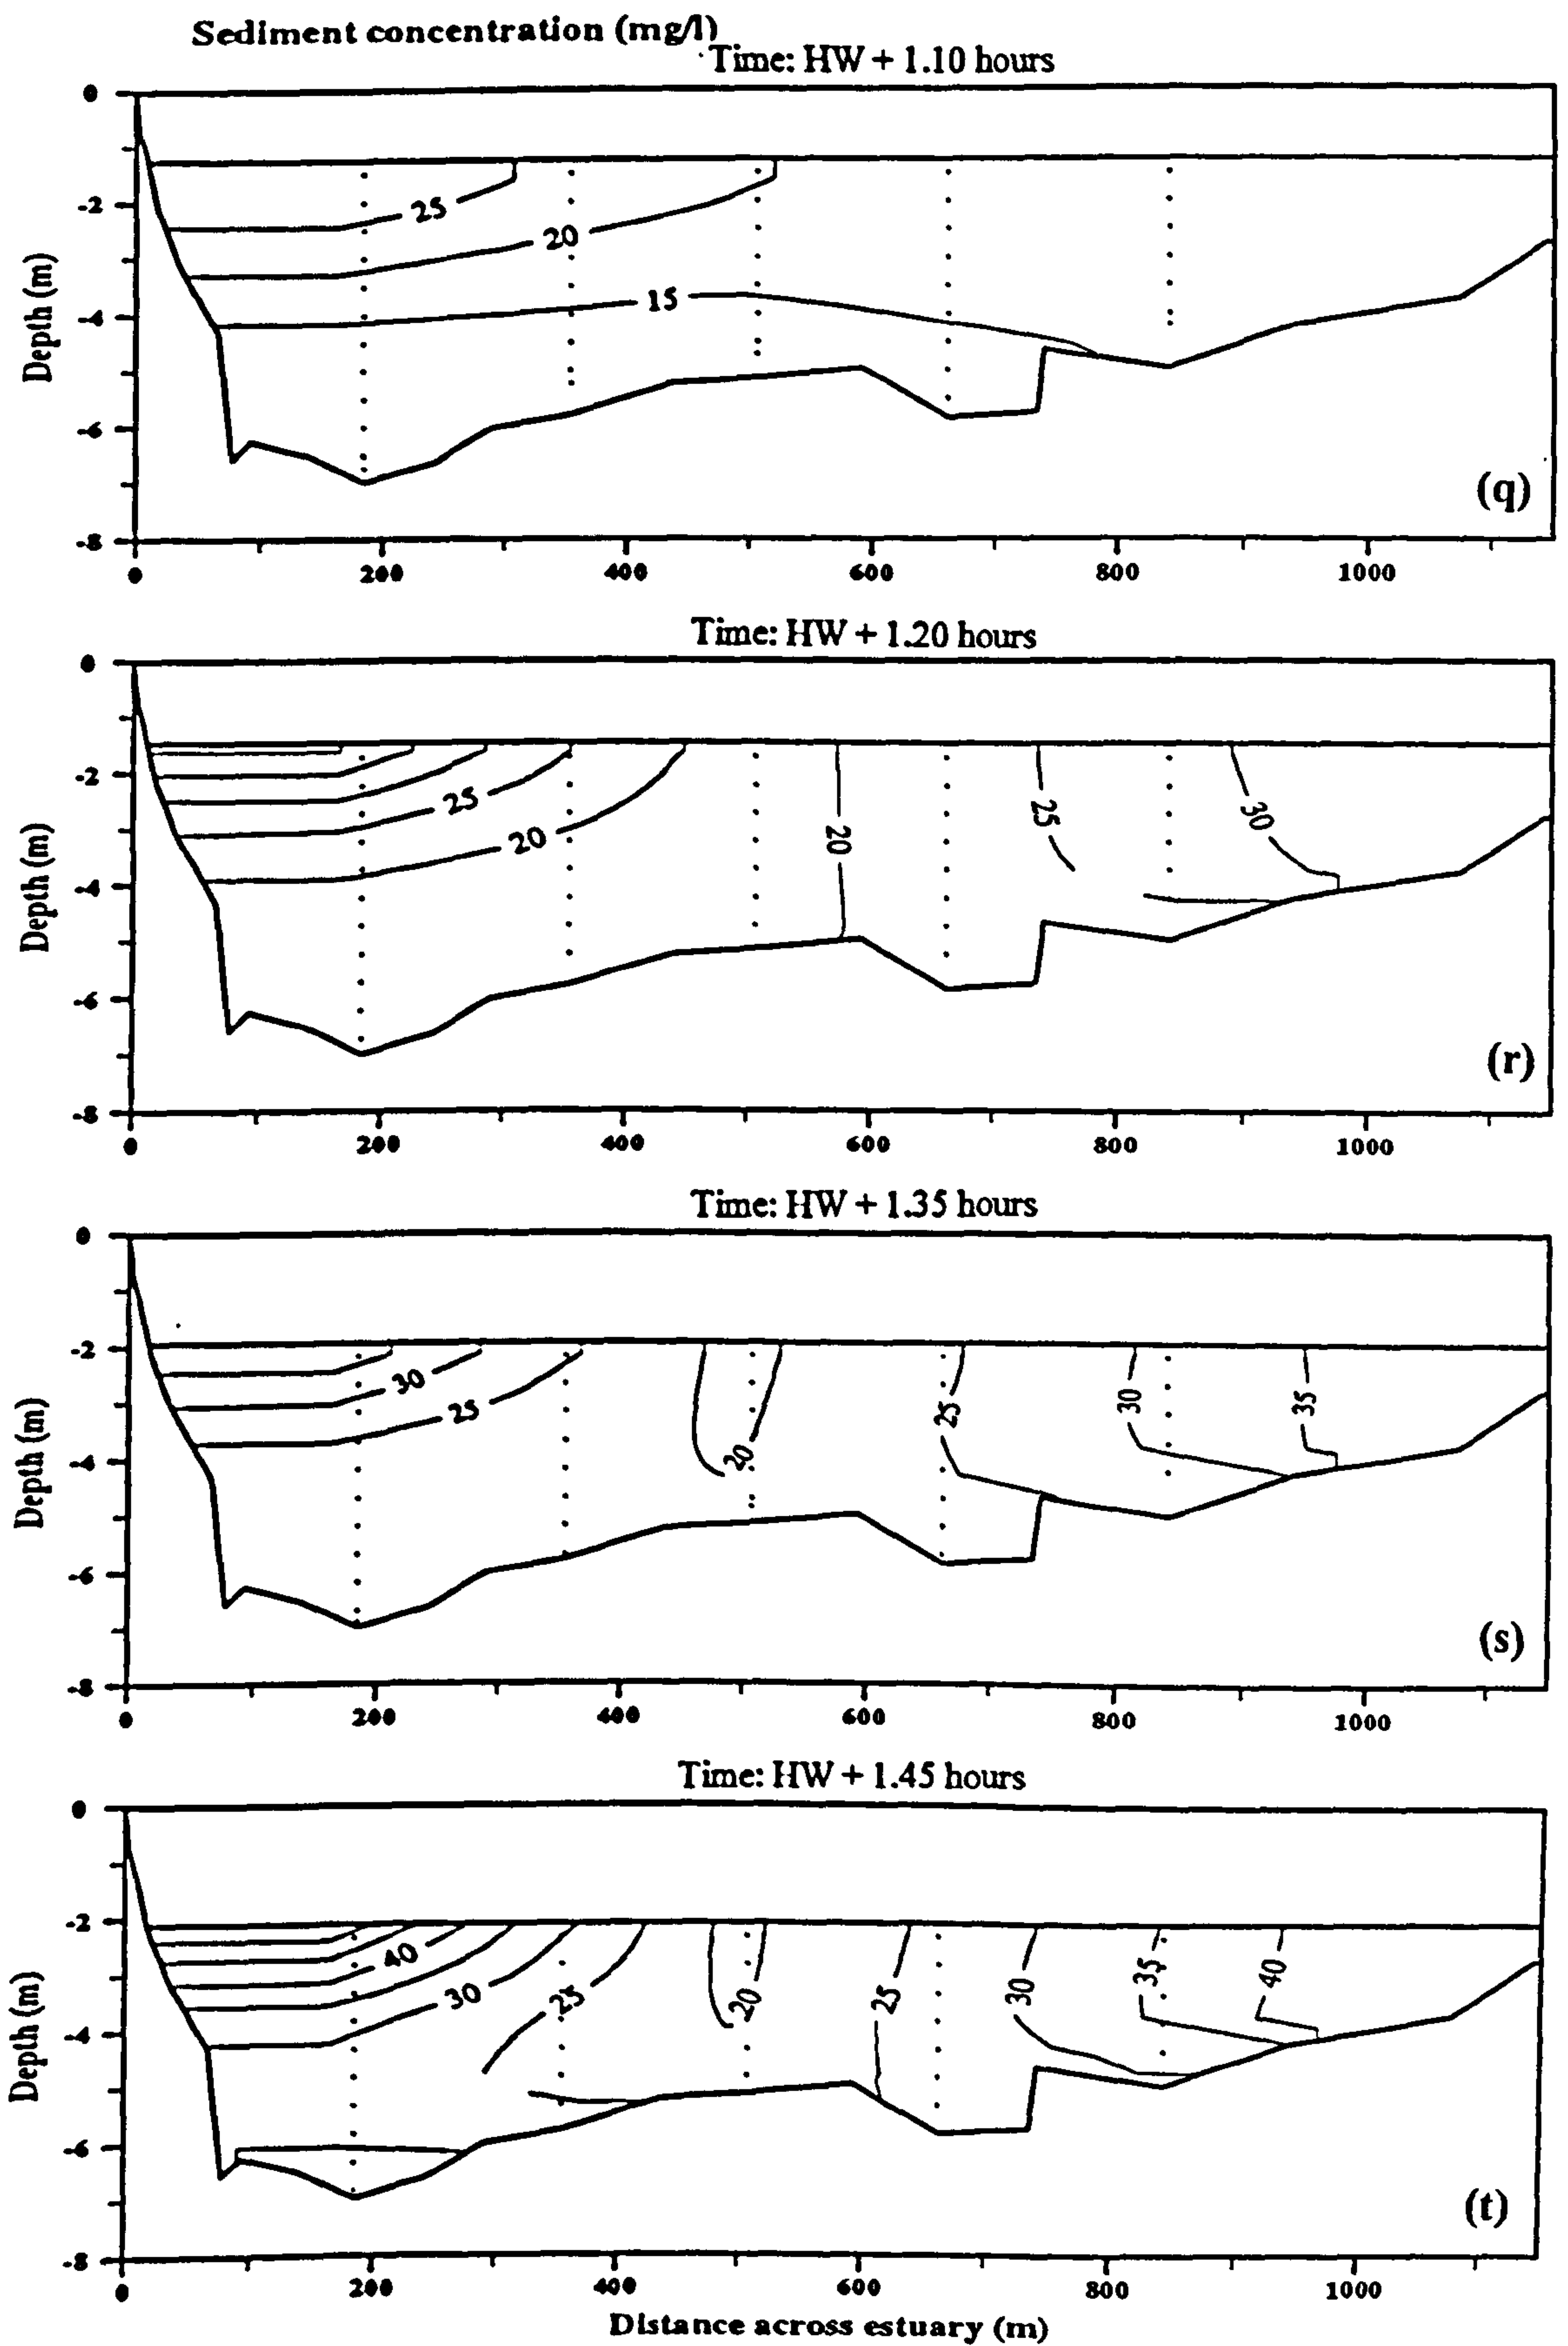 Sediment concentration (mg/l)
Time: HW + 1.10 hours
0
-2
-4
-6
-8
Depth (m)
25
20
15
(q)
0 200 400 600 800 1000
Time: HW + 1.20 hours
0
-2
-4
-6
-8
Depth (m)
25
20
20
25
30
(r)
0 200 400 600 800 1000
Time: HW + 1.35 hours
0
-2
-4
-6
-8
Depth (m)
30
25
20
25
30
35
(s)
0 200 400 600 800 1000
Time: HW + 1.45 hours
0
-2
-4
-6
-8
Depth (m)
40
30
25
20
25
30
35
40
(t)
0 200 400 600 800 1000
Distance across estuary (m)